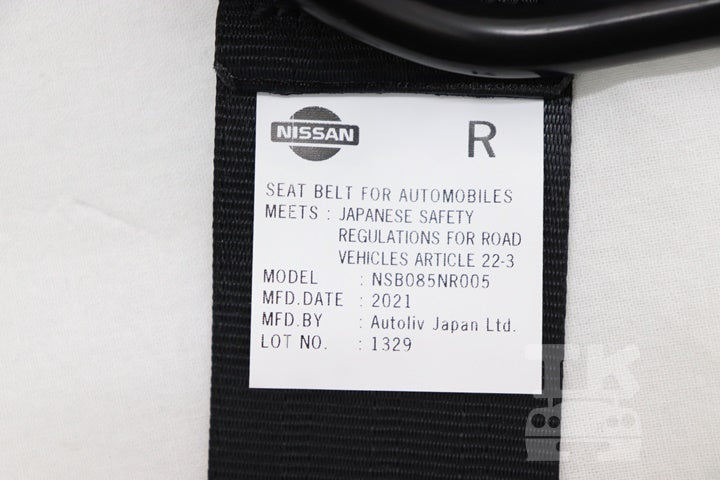 NISSAN
R
SEAT BELT FOR AUTOMOBILES
MEETS : JAPANESE SAFETY
REGULATIONS FOR ROAD
VEHICLES ARTICLE 22-3
MODEL : NSB085NR005
MFD.DATE : 2021
MFD.BY : Autoliv Japan Ltd.
LOT NO. : 1329
TK